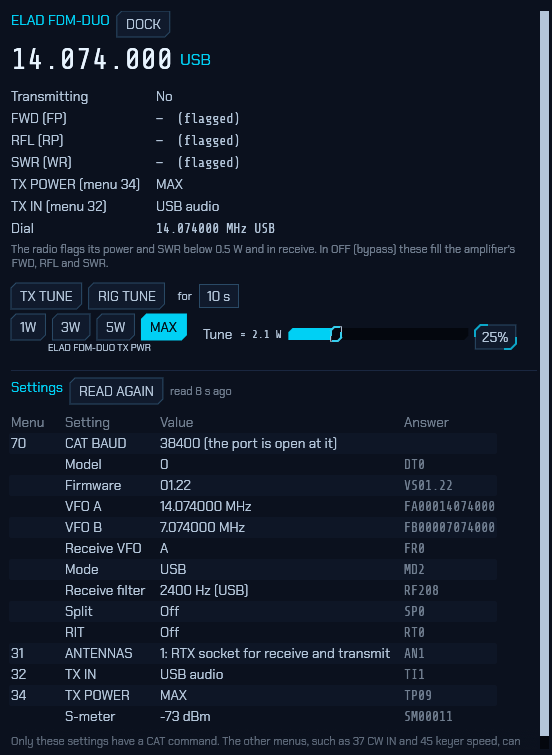 ELAD FDM-DUO DOCK
14.074.000 USB
Transmitting No
FWD (FP) – (flagged)
RFL (RP) – (flagged)
SWR (WR) – (flagged)
TX POWER (menu 34) MAX
TX IN (menu 32) USB audio
Dial 14.074000 MHz USB
The radio flags its power and SWR below 0.5 W and in receive. In OFF (bypass) these fill the amplifier's
FWD, RFL and SWR.
TX TUNE RIG TUNE for 10 s
1W 3W 5W MAX Tune ≈ 2.1 W 25%
ELAD FDM-DUO TX PWR
Settings READ AGAIN read 8 s ago
Menu Setting Value Answer
70 CAT BAUD 38400 (the port is open at it)
Model 0 DT0
Firmware 01.22 VS01.22
VFO A 14.074000 MHz FA00014074000
VFO B 7.074000 MHz FB00007074000
Receive VFO A FR0
Mode USB MD2
Receive filter 2400 Hz (USB) RF208
Split Off SP0
RIT Off RT0
31 ANTENNAS 1: RTX socket for receive and transmit AN1
32 TX IN USB audio TI1
34 TX POWER MAX TP09
S-meter -73 dBm SM00011
Only these settings have a CAT command. The other menus, such as 37 CW IN and 45 keyer speed, can